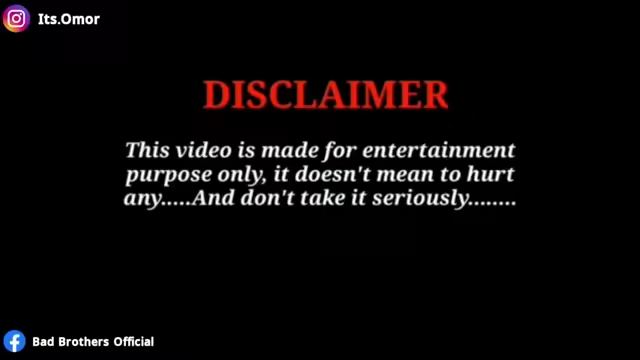 Its.Omor
DISCLAIMER
This video is made for entertainment
purpose only, it doesn't mean to hurt
any.....And don't take it seriously........
Bad Brothers Official